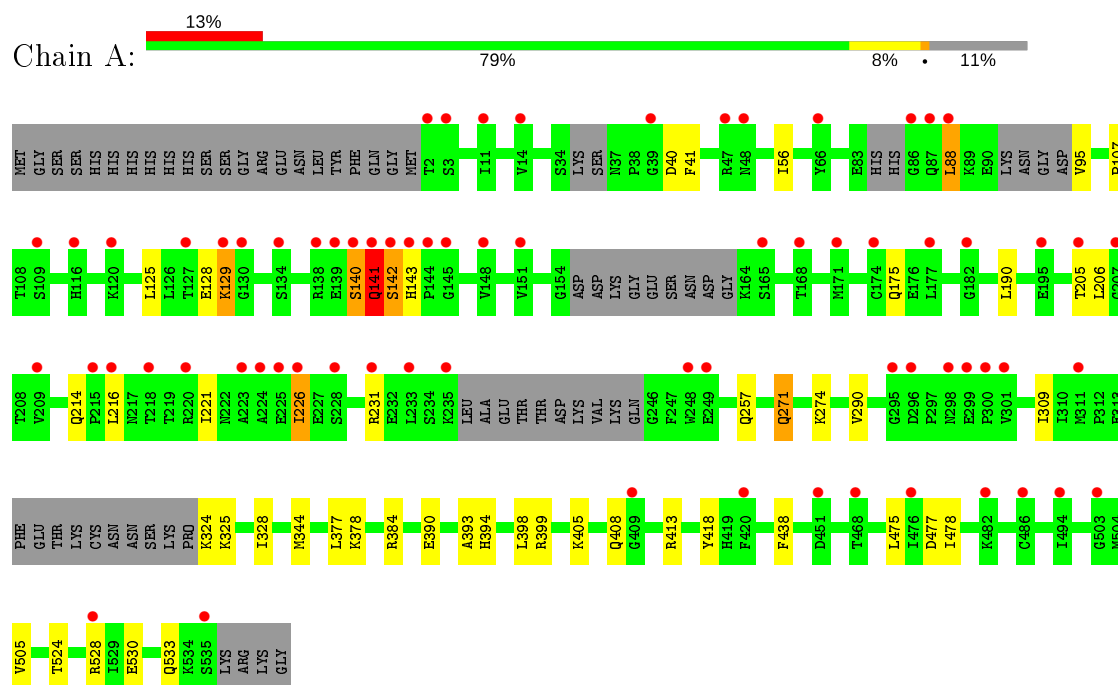 13%
Chain A:
79%
8%
•
11%
MET GLY SER SER HIS HIS HIS HIS HIS HIS SER SER GLY ARG GLU ASN LEU TYR PHE GLN GLY MET T2 S3 I11 V14 S34 LYS SER N37 P38 G39 D40 F41 R47 N48 I56 Y66 E83 HIS HIS G86 Q87 L88 K89 E90 LYS ASN GLY ASP V95
T108 S109 H116 K120 L125 L126 T127 E128 K129 G130 S134 R138 E139 S140 Q141 S142 H143 P144 G145 V148 V151 G154 ASP ASP LYS GLY GLU SER ASN ASP GLY K164 S165 T168 M171 C174 Q175 E176 L177 G182 L190 E195 T205 L206
T208 V209 Q214 P215 L216 N217 T218 T219 R220 I221 N222 A223 A224 E225 I226 E227 S228 R231 E232 L233 S234 K235 LEU ALA GLU THR THR ASP LYS VAL LYS GLN G246 F247 W248 E249 Q257 Q271 K274 V290 G295 D296 P297 N298 E299 P300 V301 I309 I310 M311 P312
PHE GLU THR LYS CYS ASN ASN SER LYS PRO K324 K325 I328 M344 L377 K378 R384 E390 A393 H394 L398 R399 K405 Q408 G409 R413 Y418 H419 F420 F438 D451 T468 L475 I476 D477 I478 K482 C486 I494 G503
V505 T524 R528 I529 E530 Q533 K534 S535 LYS ARG LYS GLY